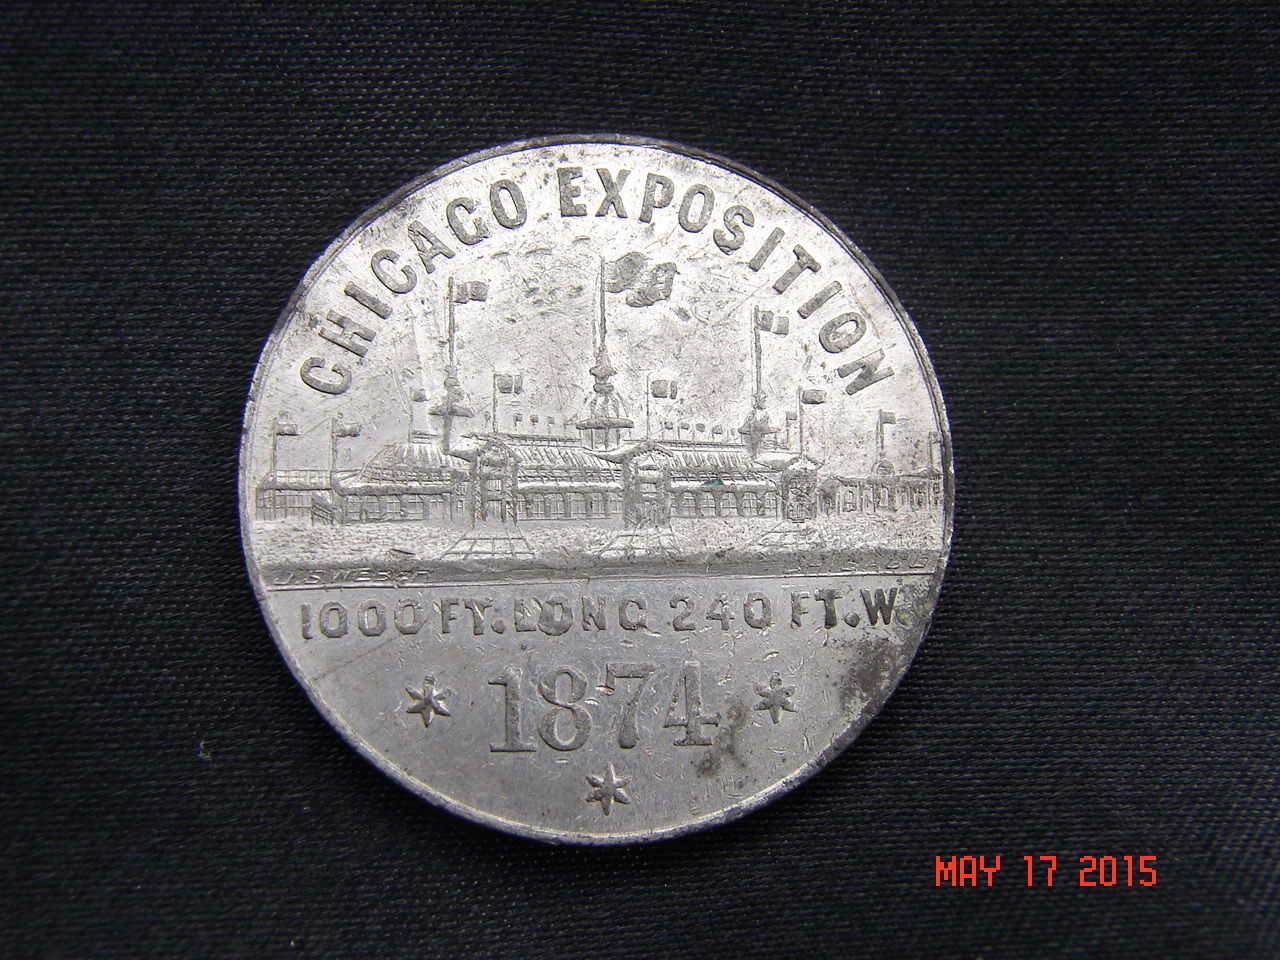 CHICAGO EXPOSITION
1000 FT. LONG 240 FT. W.
1874
MAY 17 2015